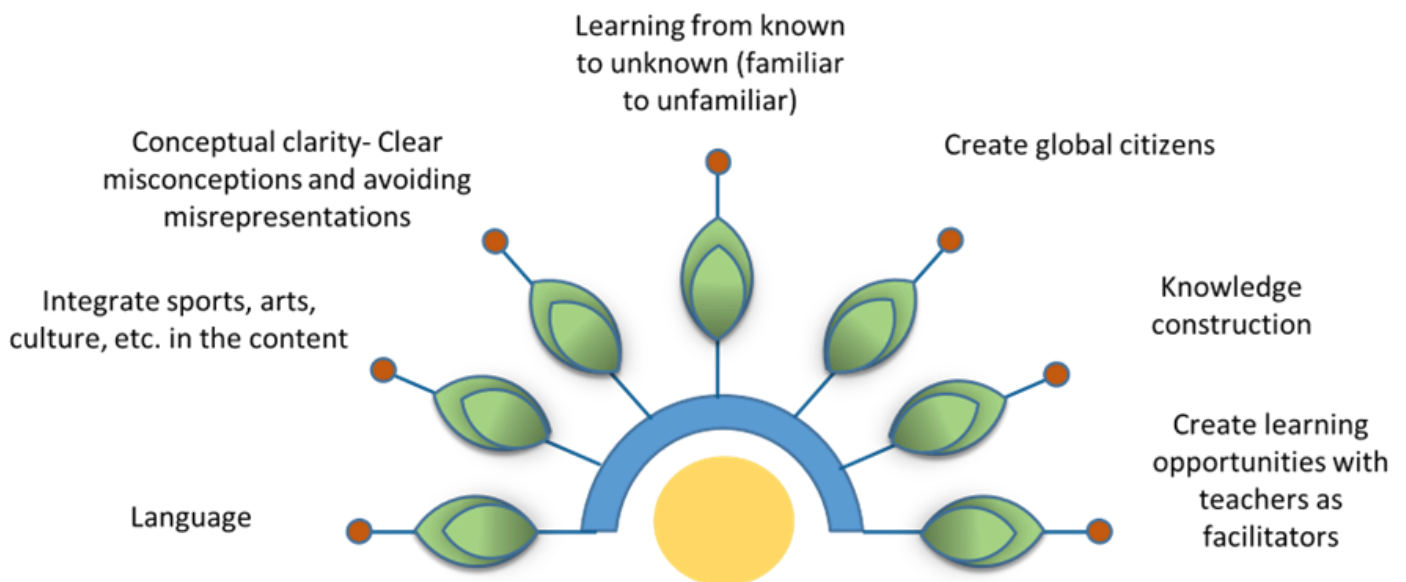 Learning from known
to unknown (familiar
to unfamiliar)
Conceptual clarity- Clear
misconceptions and avoiding
misrepresentations
Create global citizens
Integrate sports, arts,
culture, etc. in the content
Knowledge
construction
Language
Create learning
opportunities with
teachers as
facilitators